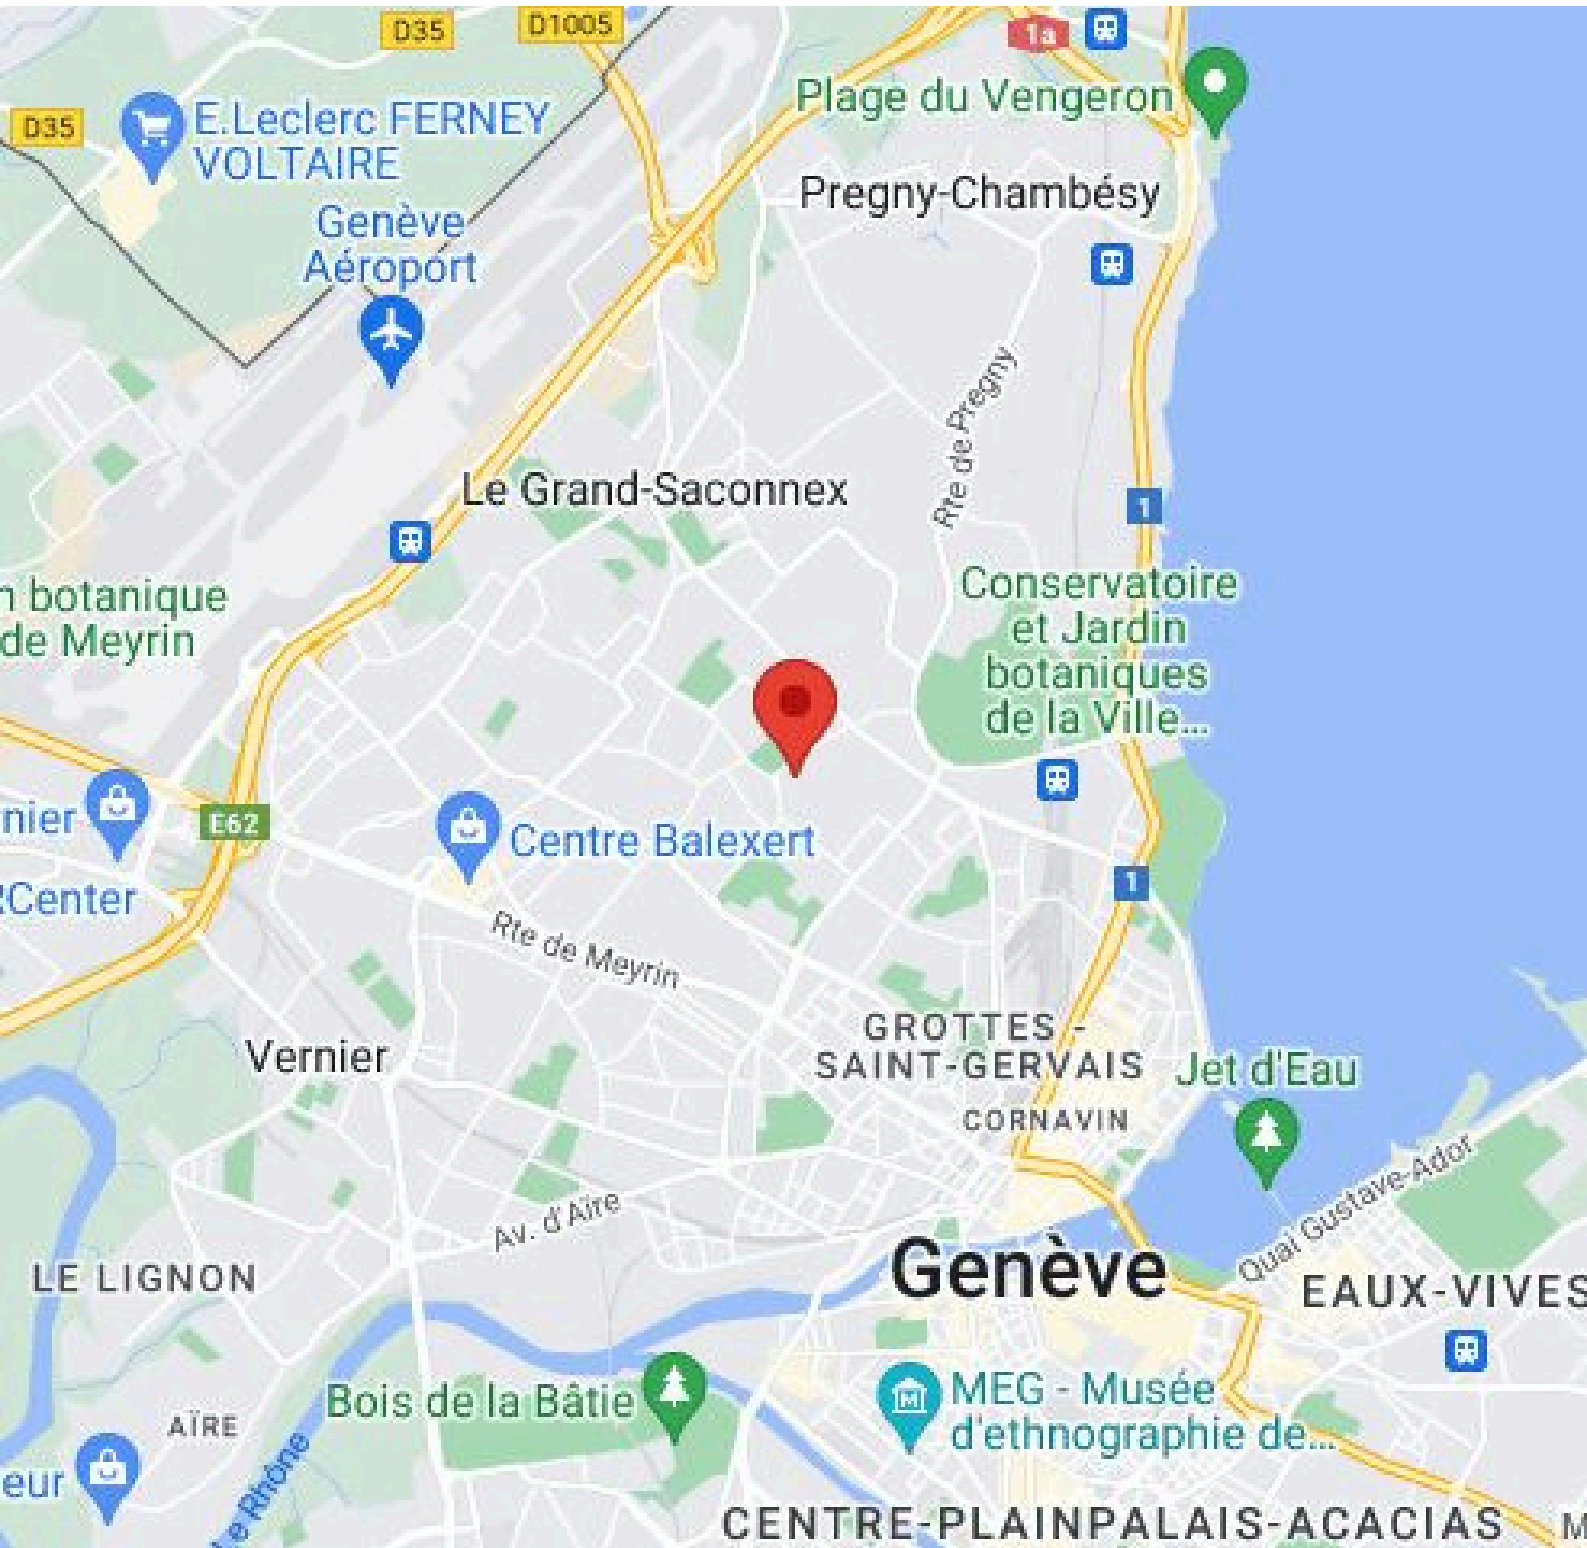 D35
D1005
1a
Plage du Vengeron
D35
E.Leclerc FERNEY
VOLTAIRE
Pregny-Chambésy
Genève
Aéroport
Rte de Pregny
Le Grand-Saconnex
1
Conservatoire
et Jardin
botaniques
de la Ville...
n botanique
de Meyrin
nier
E62
Centre Balexert
RCenter
1
Rte de Meyrin
GROTTES -
SAINT-GERVAIS
Vernier
Jet d'Eau
CORNAVIN
Av. d'Aïre
Quai Gustave-Ador
LE LIGNON
Genève
EAUX-VIVES
Bois de la Bâtie
MEG - Musée
d'ethnographie de...
AÏRE
eur
Le Rhône
CENTRE-PLAINPALAIS-ACACIAS
M